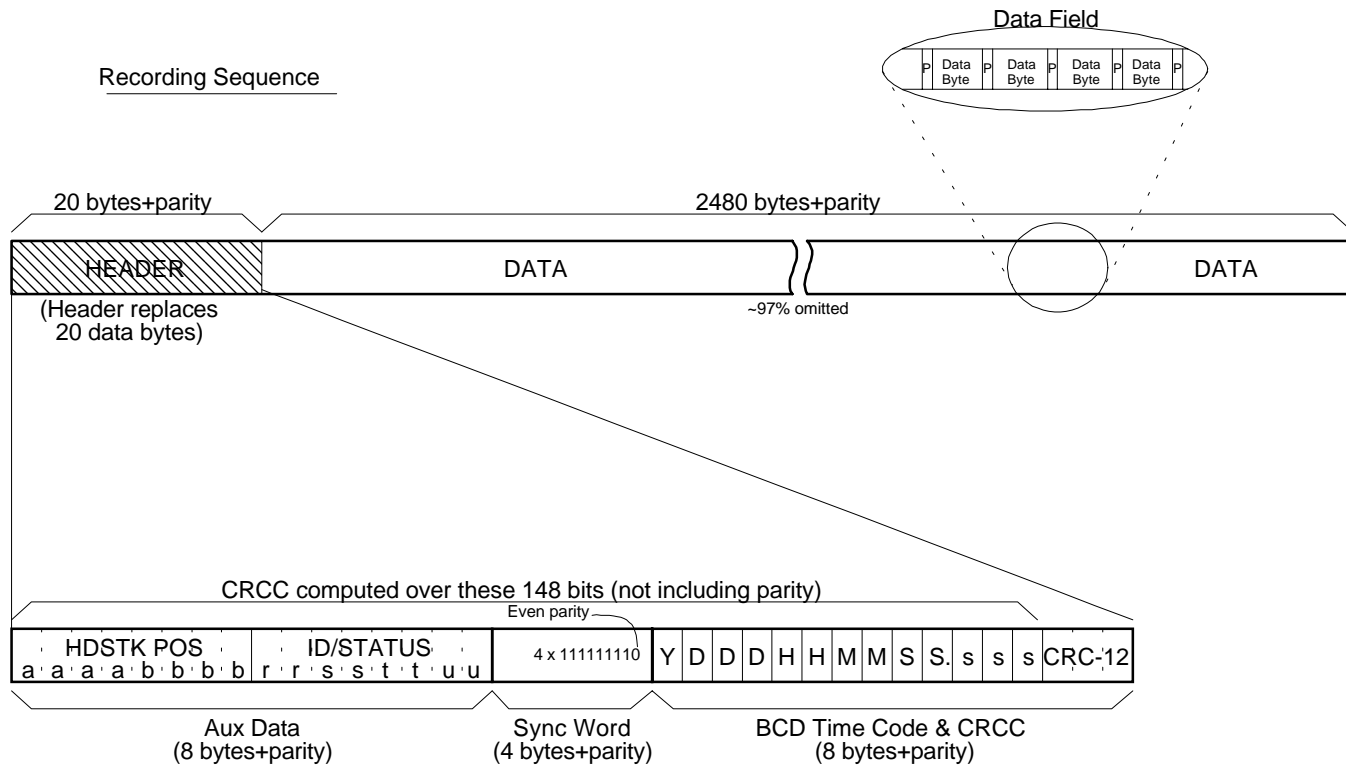 Data Field
P Data Byte P Data Byte P Data Byte P Data Byte P
Recording Sequence
20 bytes+parity
2480 bytes+parity
HEADER
DATA
DATA
(Header replaces
20 data bytes)
~97% omitted
CRCC computed over these 148 bits (not including parity)
Even parity
HDSTK POS
a a a a b b b b
ID/STATUS
r r s s t t u u
4 x 111111110
Y D D D H H M M S S. s s s CRC-12
Aux Data
(8 bytes+parity)
Sync Word
(4 bytes+parity)
BCD Time Code & CRCC
(8 bytes+parity)